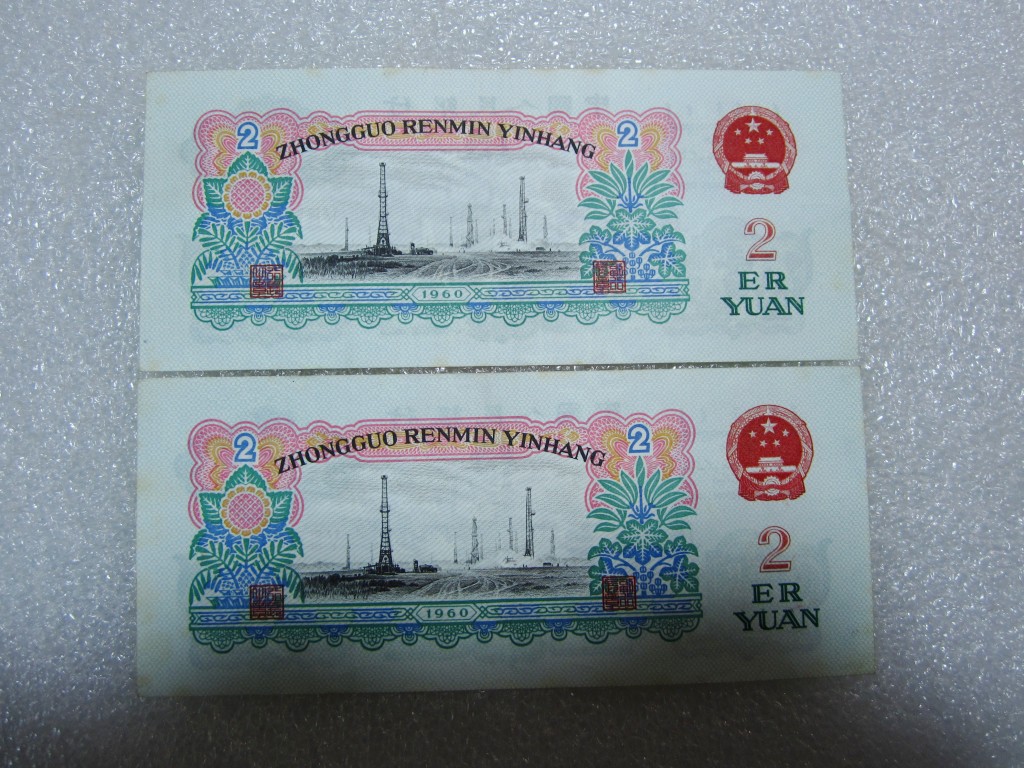 2 2
ZHONGGUO RENMIN YINHANG
2
ER
YUAN
1960
2 2
ZHONGGUO RENMIN YINHANG
2
ER
YUAN
1960